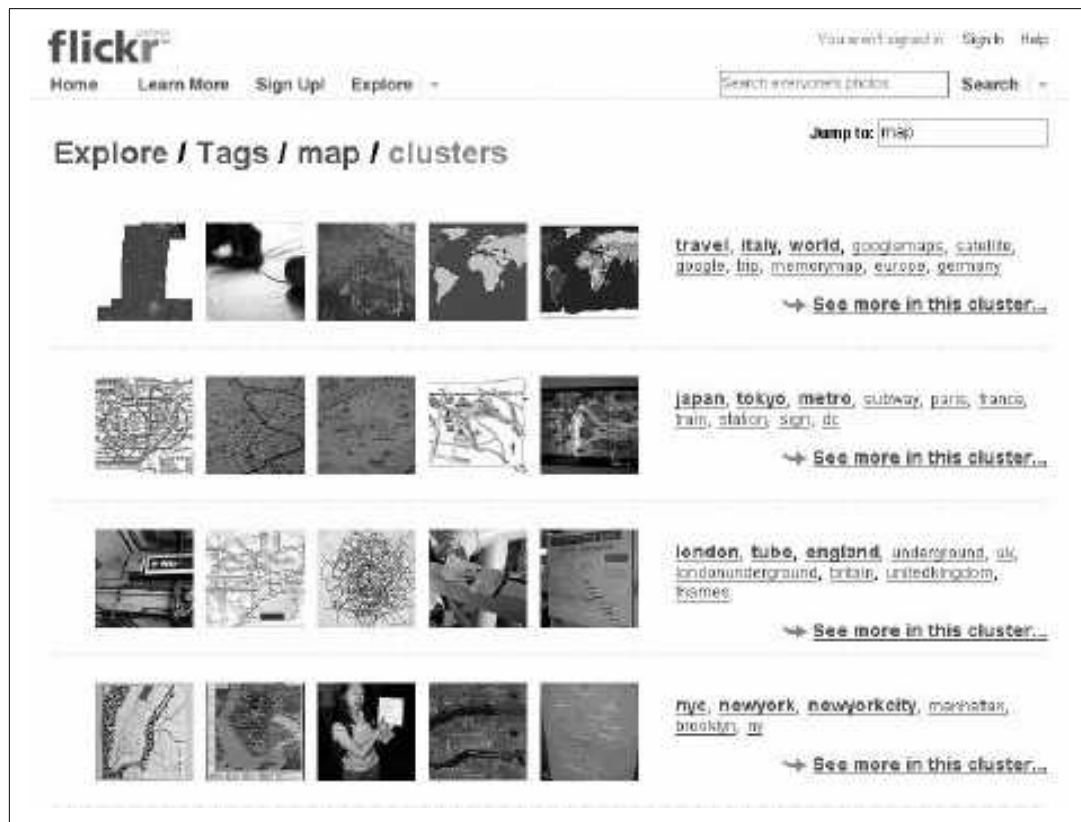 flickr
You aren't signed in Sign In Help
Home Learn More Sign Up! Explore
Search everyone's photos Search
Jump to: map
Explore / Tags / map / clusters
travel, italy, world, googlemaps, satellite,
google, trip, memorymap, europe, germany
See more in this cluster...
japan, tokyo, metro, subway, paris, france,
train, station, sign, dc
See more in this cluster...
london, tube, england, underground, uk,
londonunderground, britain, unitedkingdom,
thames
See more in this cluster...
nyc, newyork, newyorkcity, manhattan,
brooklyn, ny
See more in this cluster...